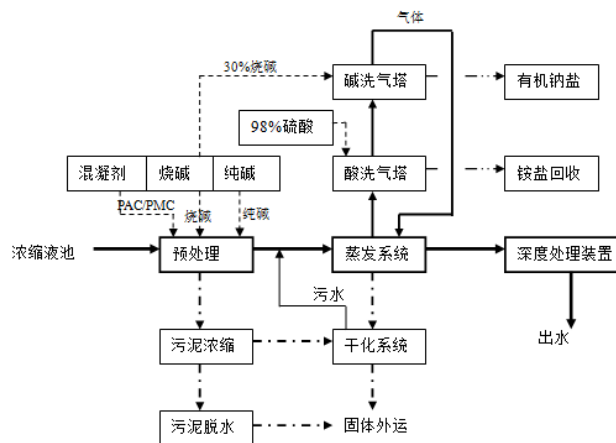 气体
30%烧碱
碱洗气塔
有机钠盐
98%硫酸
酸洗气塔
铵盐回收
混凝剂
烧碱
纯碱
PAC/PMC
烧碱
纯碱
浓缩液池
预处理
蒸发系统
深度处理装置
污水
出水
污泥浓缩
干化系统
污泥脱水
固体外运